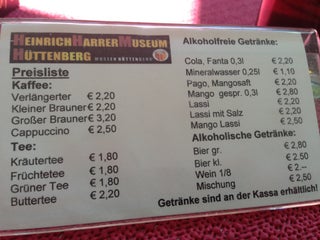 HEINRICHHARRERMUSEUM
HÜTTENBERG MUSEEN HÜTTENBERG
Preisliste
Kaffee:
Verlängerter € 2,20
Kleiner Brauner € 2,20
Großer Brauner € 3,20
Cappuccino € 2,50
Tee:
Kräutertee € 1,80
Früchtetee € 1,80
Grüner Tee € 1,80
Buttertee € 2,20
Alkoholfreie Getränke:
Cola, Fanta 0,3l € 2,20
Mineralwasser 0,25l € 1,10
Pago, Mangosaft € 2,20
Mango gespr. 0,3l € 2,80
Lassi € 2,20
Lassi mit Salz € 2,20
Mango Lassi € 2,50
Alkoholische Getränke:
Bier gr. € 2,80
Bier kl. € 2,50
Wein 1/8 € 2.--
Mischung € 2,50
Getränke sind an der Kassa erhältlich!